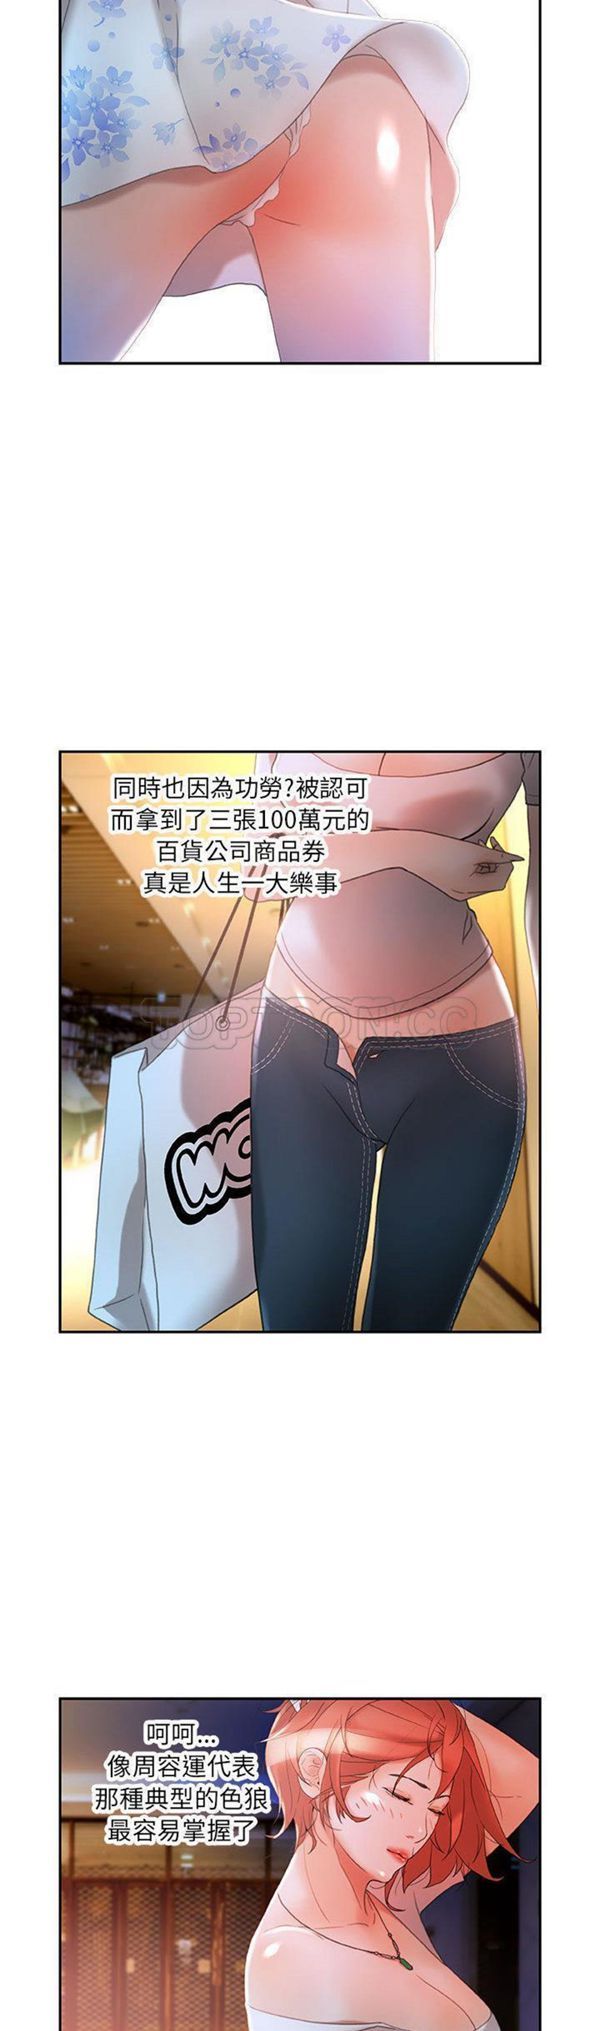 同時也因為功勞?被認可
而拿到了三張100萬元的
百貨公司商品券
真是人生一大樂事
TOPTOON.CC
WO
呵呵...
像周容運代表
那種典型的色狼
最容易掌握了